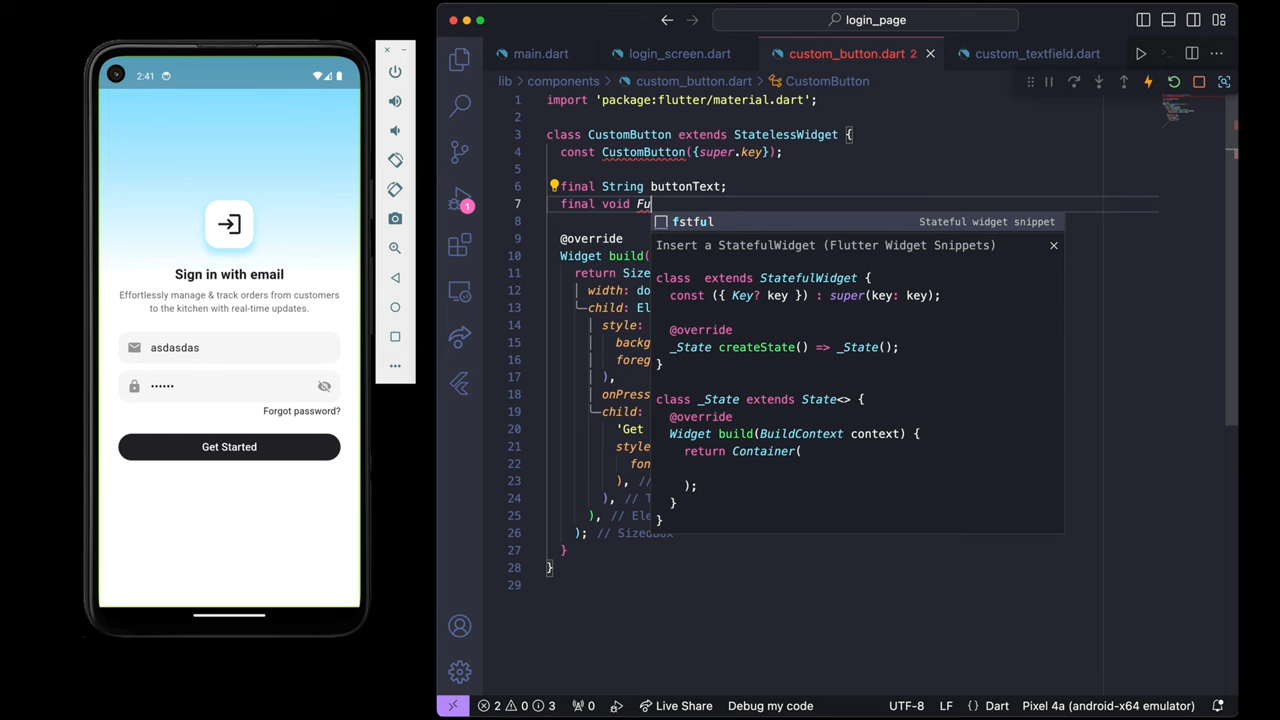 2:41
Sign in with email
Effortlessly manage & track orders from customers
to the kitchen with real-time updates.
asdasdas
••••••
Forgot password?
Get Started
login_page
main.dart
login_screen.dart
custom_button.dart 2
custom_textfield.dart
lib > components > custom_button.dart > CustomButton
1 import 'package:flutter/material.dart';
2
3 class CustomButton extends StatelessWidget {
4 const CustomButton({super.key});
5
6 final String buttonText;
7 final void Fu
8
9 @override
10 Widget build(
11 return Size
12 width: do
13 child: El
14 style:
15 backg
16 foreg
17 ),
18 onPress
19 child:
20 'Get
21 style
22 fon
23 ), //
24 ), // T
25 ), // Ele
26 ); // SizedBox
27 }
28 }
29
fstful Stateful widget snippet
Insert a StatefulWidget (Flutter Widget Snippets)
class  extends StatefulWidget {
const ({ Key? key }) : super(key: key);
@override
_State createState() => _State();
}
class _State extends State<> {
@override
Widget build(BuildContext context) {
return Container(
);
}
}
1
2 0 3 0 Live Share Debug my code UTF-8 LF {} Dart Pixel 4a (android-x64 emulator)